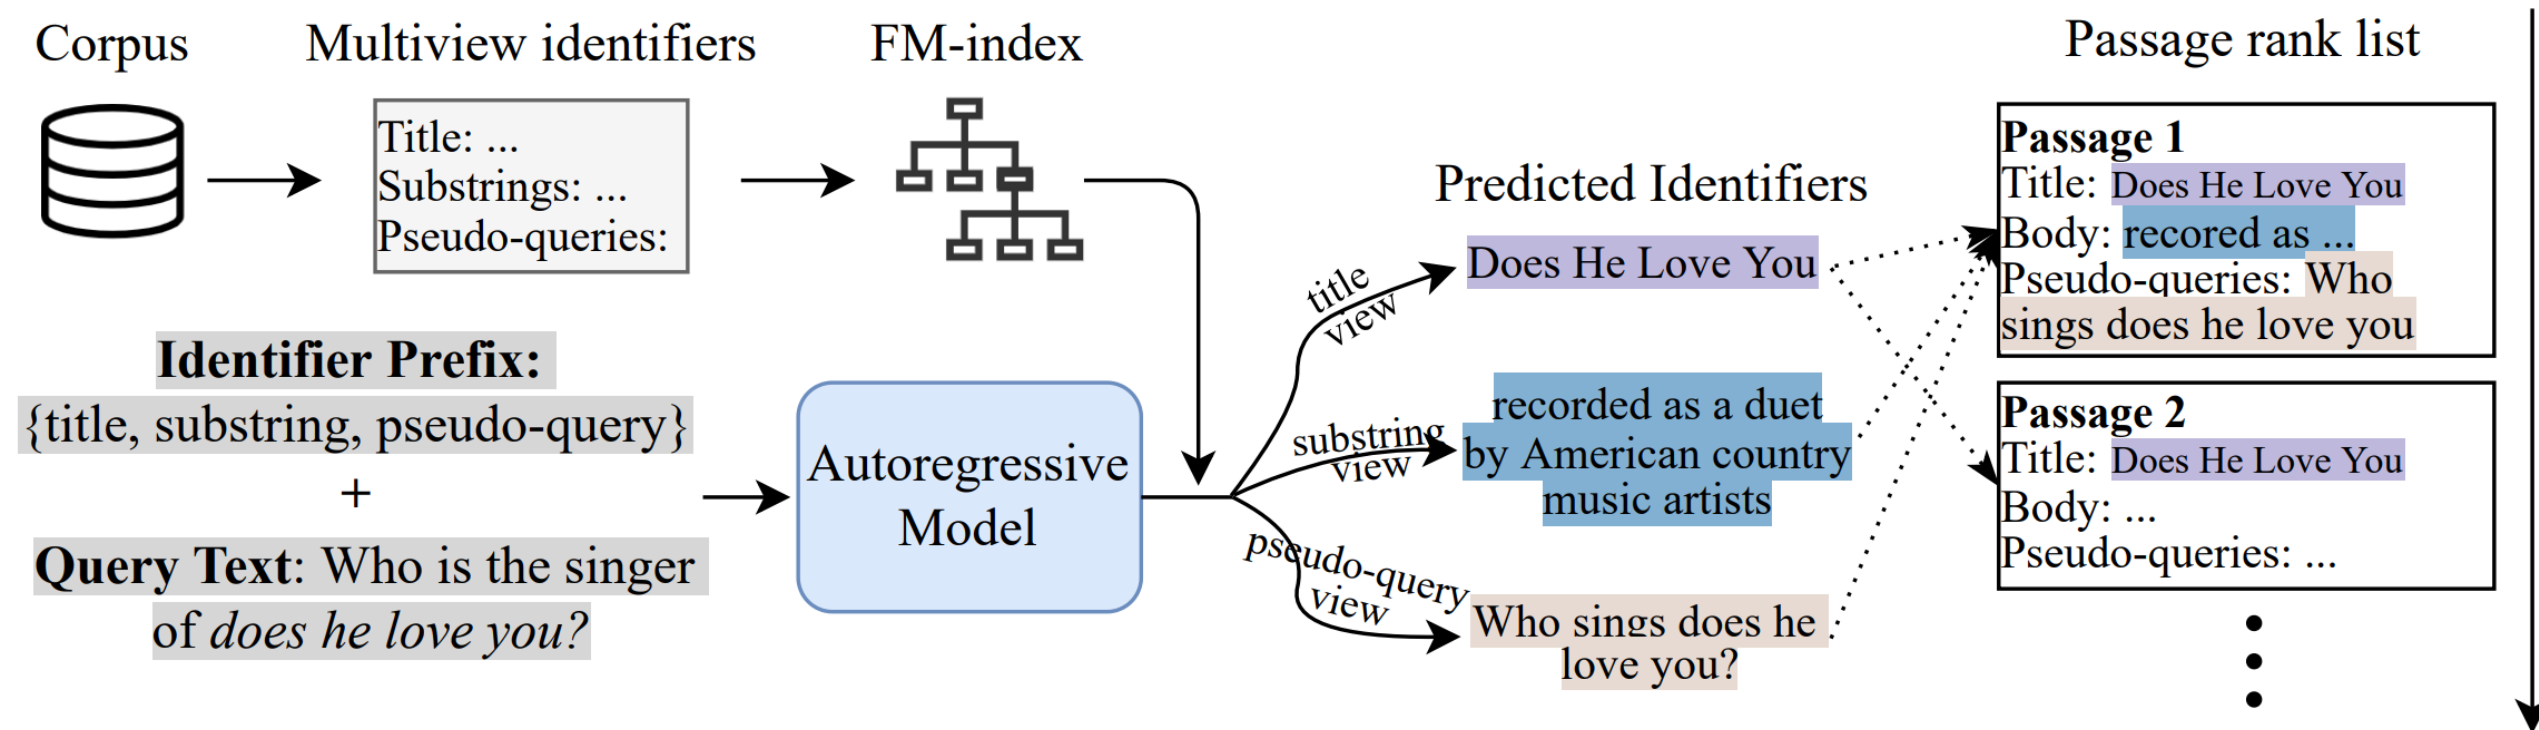 Corpus
Multiview identifiers
FM-index
Title: ...
Substrings: ...
Pseudo-queries:
Identifier Prefix:
{title, substring, pseudo-query}
+
Query Text: Who is the singer
of does he love you?
Autoregressive
Model
title
view
substring
view
pseudo-query
view
Predicted Identifiers
Does He Love You
recorded as a duet
by American country
music artists
Who sings does he
love you?
Passage rank list
Passage 1
Title: Does He Love You
Body: recored as ...
Pseudo-queries: Who
sings does he love you
Passage 2
Title: Does He Love You
Body: ...
Pseudo-queries: ...